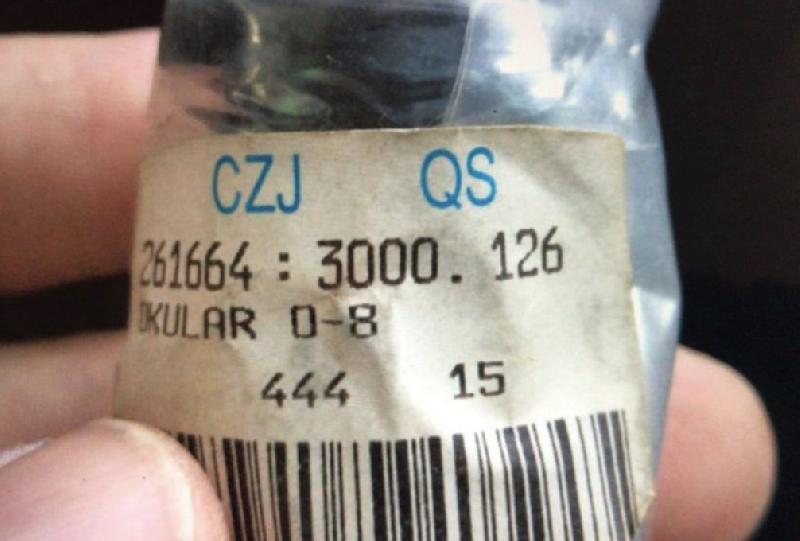 CZJ QS
261664 : 3000. 126
OKULAR 0-8
444 15